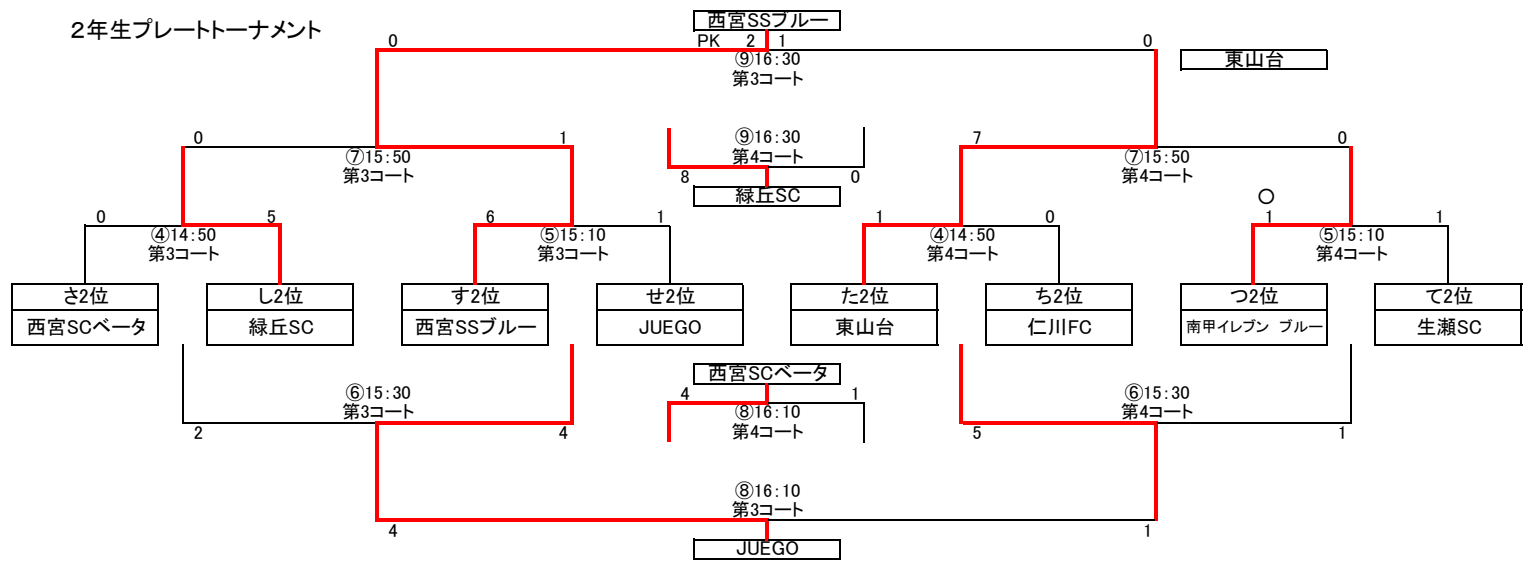 西宮SSブルー
2年生プレートトーナメント
0 PK 2 1 0
⑨16:30
第3コート
東山台
0 1 ⑨16:30 7 0
第4コート
⑦15:50 ⑦15:50
第3コート 第4コート
8 0
緑丘SC
○
0 5 6 1 1 0 1 1
④14:50 ⑤15:10 ④14:50 ⑤15:10
第3コート 第3コート 第4コート 第4コート
さ2位 し2位 す2位 せ2位 た2位 ち2位 つ2位 て2位
西宮SCベータ 緑丘SC 西宮SSブルー JUEGO 東山台 仁川FC 南甲イレブン ブルー 生瀬SC
西宮SCベータ
⑥15:30 4 1 ⑥15:30
第3コート ⑧16:10 第4コート
第4コート
2 4 5 1
⑧16:10
第3コート
4 1
JUEGO